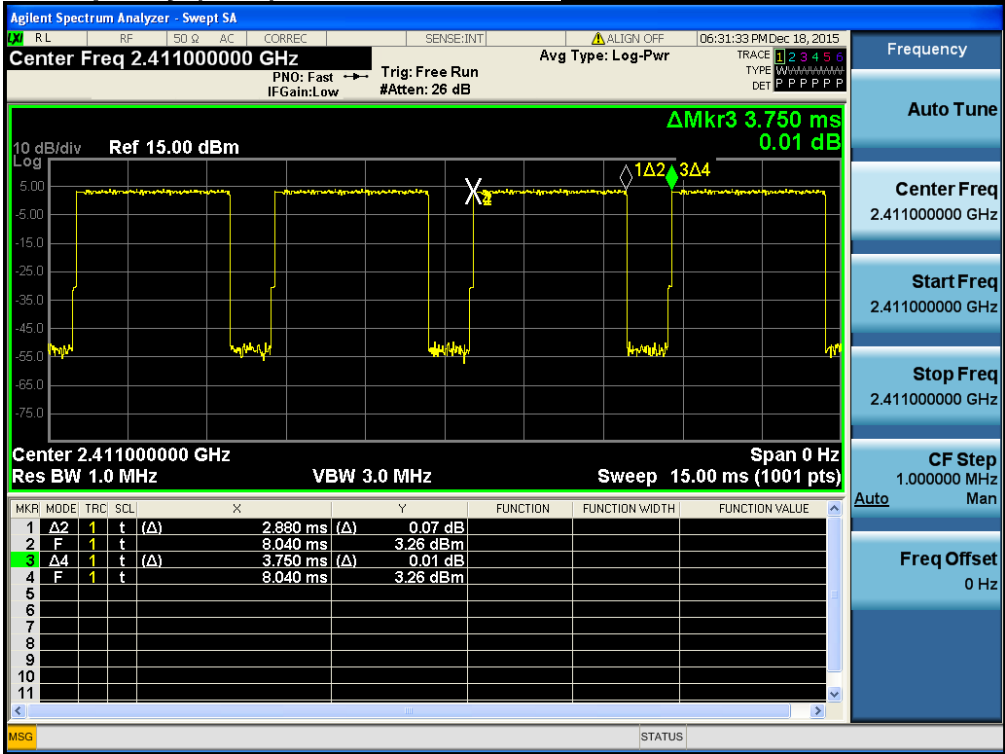 Agilent Spectrum Analyzer - Swept SA
LXI RL RF 50 Ω AC CORREC SENSE:INT ALIGN OFF 06:31:33 PM Dec 18, 2015
Center Freq 2.411000000 GHz
PNO: Fast
IFGain:Low
Trig: Free Run
#Atten: 26 dB
Avg Type: Log-Pwr
TRACE 1 2 3 4 5 6
TYPE
DET P P P P P P
Frequency
ΔMkr3 3.750 ms
0.01 dB
10 dB/div
Log
Ref 15.00 dBm
1Δ2
3Δ4
4
5.00
-5.00
-15.0
-25.0
-35.0
-45.0
-55.0
-65.0
-75.0
Center 2.411000000 GHz
Span 0 Hz
Res BW 1.0 MHz
VBW 3.0 MHz
Sweep 15.00 ms (1001 pts)
MKR MODE TRC SCL X Y FUNCTION FUNCTION WIDTH FUNCTION VALUE
1 Δ2 1 t (Δ) 2.880 ms (Δ) 0.07 dB
2 F 1 t 8.040 ms 3.26 dBm
3 Δ4 1 t (Δ) 3.750 ms (Δ) 0.01 dB
4 F 1 t 8.040 ms 3.26 dBm
5
6
7
8
9
10
11
MSG
STATUS
Auto Tune
Center Freq
2.411000000 GHz
Start Freq
2.411000000 GHz
Stop Freq
2.411000000 GHz
CF Step
1.000000 MHz
Auto Man
Freq Offset
0 Hz